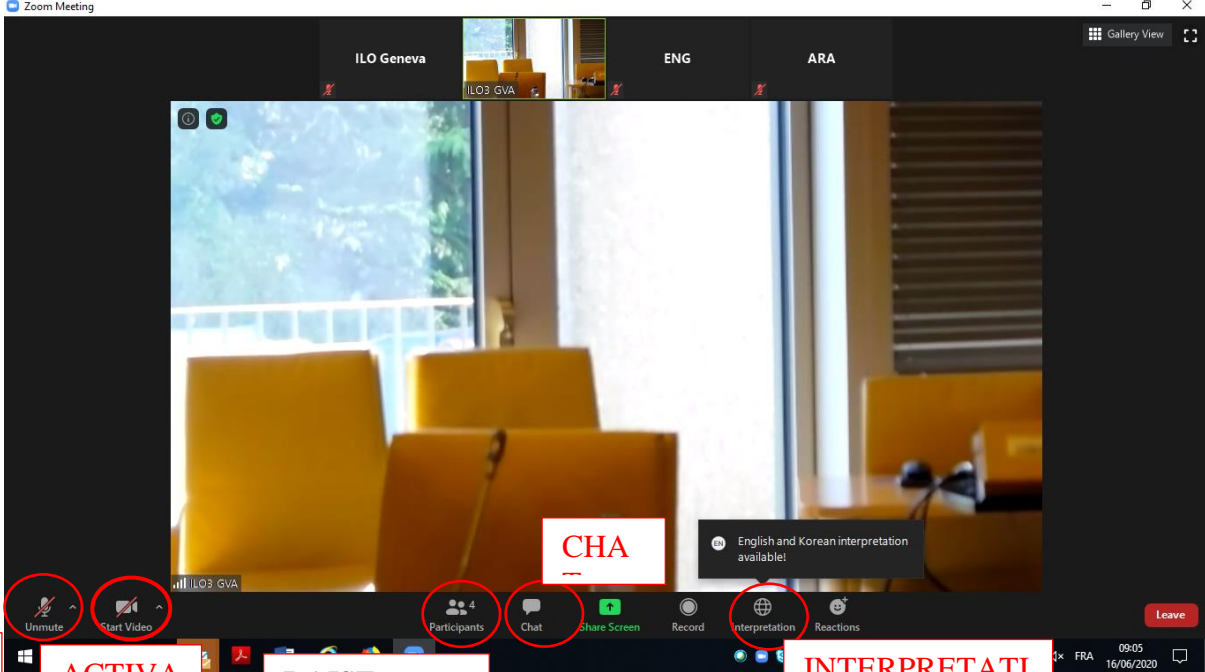 Zoom Meeting
Gallery View
ILO Geneva
ILO3 GVA
ENG
ARA
CHA
EN English and Korean interpretation
available!
ILO3 GVA
Unmute
Start Video
4
Participants
Chat
Share Screen
Record
Interpretation
Reactions
Leave
ACTIVA
INTERPRETATI
FRA
09:05
16/06/2020